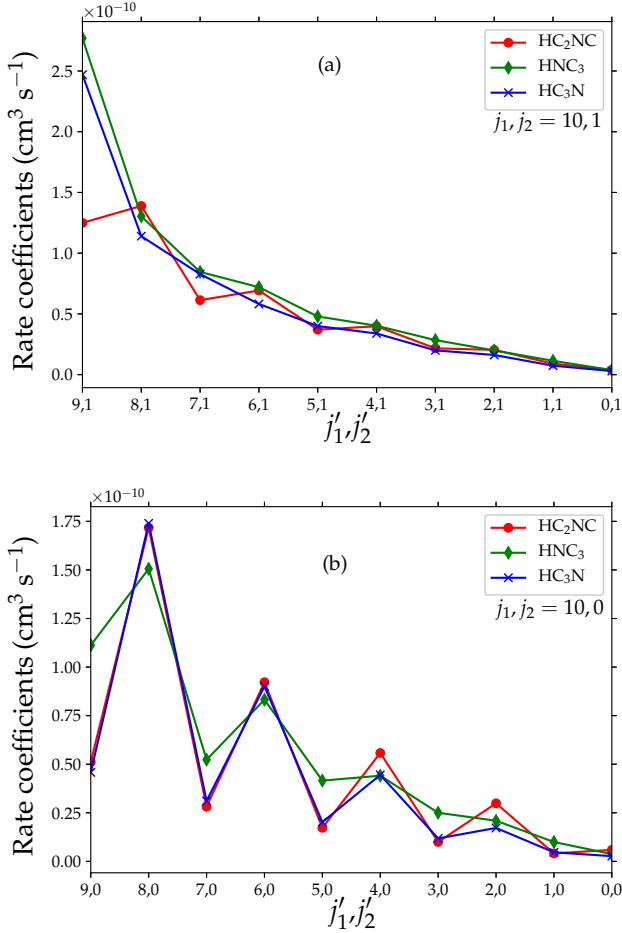 ×10⁻¹⁰
(a)
HC₂NC
HNC₃
HC₃N
j₁, j₂ = 10, 1
Rate coefficients (cm³ s⁻¹)
2.5
2.0
1.5
1.0
0.5
0.0
9,1 8,1 7,1 6,1 5,1 4,1 3,1 2,1 1,1 0,1
j′₁, j′₂
×10⁻¹⁰
(b)
HC₂NC
HNC₃
HC₃N
j₁, j₂ = 10, 0
Rate coefficients (cm³ s⁻¹)
1.75
1.50
1.25
1.00
0.75
0.50
0.25
0.00
9,0 8,0 7,0 6,0 5,0 4,0 3,0 2,0 1,0 0,0
j′₁, j′₂